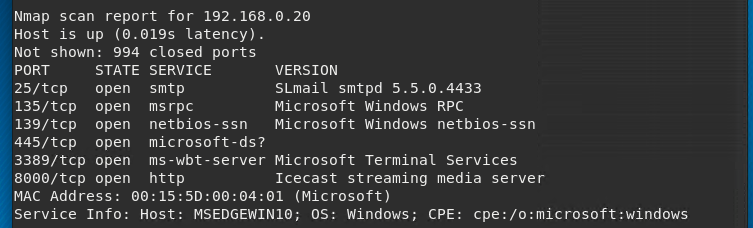 Nmap scan report for 192.168.0.20
Host is up (0.019s latency).
Not shown: 994 closed ports
PORT     STATE SERVICE       VERSION
25/tcp   open  smtp          SLmail smtpd 5.5.0.4433
135/tcp  open  msrpc         Microsoft Windows RPC
139/tcp  open  netbios-ssn   Microsoft Windows netbios-ssn
445/tcp  open  microsoft-ds?
3389/tcp open  ms-wbt-server Microsoft Terminal Services
8000/tcp open  http          Icecast streaming media server
MAC Address: 00:15:5D:00:04:01 (Microsoft)
Service Info: Host: MSEDGEWIN10; OS: Windows; CPE: cpe:/o:microsoft:windows